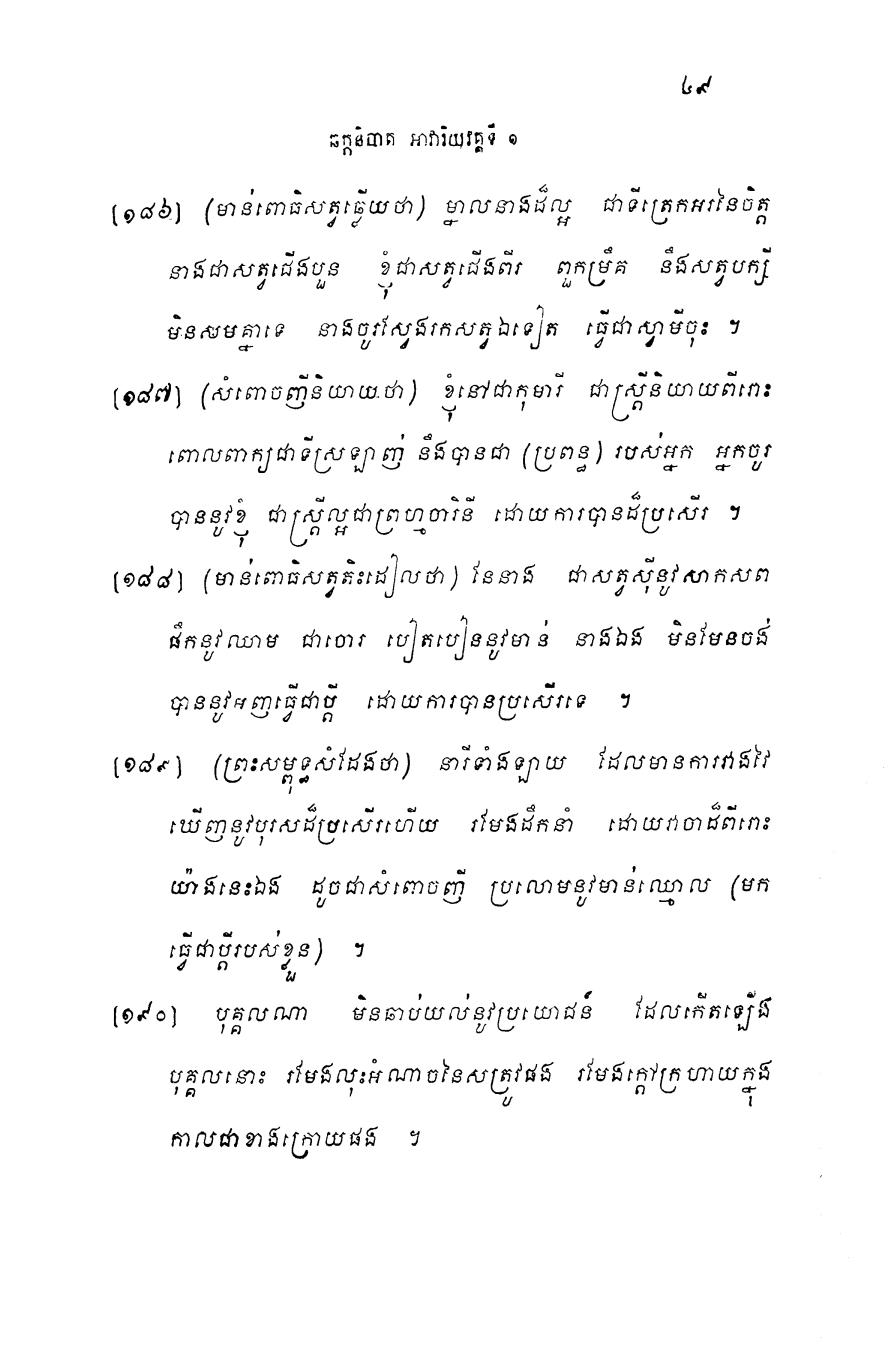 ៤៩
ឆក្កនិបាត អាវារិយវគ្គទី ១
[១៨៦] (មាន់ពោធិសត្វឆ្លើយថា) ម្នាលនាងដ៏ល្អ ជាទីត្រេកអរនៃចិត្ត
នាងជាសត្វជើងបួន ខ្ញុំជាសត្វជើងពីរ ពួកម្រឹគ នឹងសត្វបក្សី
មិនសមគ្នាទេ នាងចូរស្វែងរកសត្វឯទៀត ធ្វើជាស្វាមីចុះ ។
[១៨៧] (សំពោចញីនិយាយថា) ខ្ញុំនៅជាកុមារី ជាស្ត្រីនិយាយពីរោះ
ពោលពាក្យជាទីស្រឡាញ់ នឹងបានជា (ប្រពន្ធ) របស់អ្នក អ្នកចូរ
បាននូវខ្ញុំ ជាស្ត្រីល្អជាព្រហ្មចារិនី ដោយការបានដ៏ប្រសើរ ។
[១៨៨] (មាន់ពោធិសត្វតិះដៀលថា) នែនាង ជាសត្វស៊ីនូវសាកសព
ផឹកនូវឈាម ជាចោរ បៀតបៀននូវមាន់ នាងឯង មិនមែនចង់
បាននូវអញធ្វើជាប្តី ដោយការបានប្រសើរទេ ។
[១៨៩] (ព្រះសម្ពុទ្ធសំដែងថា) នារីទាំងឡាយ ដែលមានការវាងវៃ
ឃើញនូវបុរសដ៏ប្រសើរហើយ រមែងដឹកនាំ ដោយវាចាដ៏ពីរោះ
យ៉ាងនេះឯង ដូចជាសំពោចញី ប្រលោមនូវមាន់ឈ្មោល (មក
ធ្វើជាប្តីរបស់ខ្លួន) ។
[១៩០] បុគ្គលណា មិនឆាប់យល់នូវប្រយោជន៍ ដែលកើតឡើង
បុគ្គលនោះ រមែងលុះអំណាចនៃសត្រូវផង រមែងក្តៅក្រហាយក្នុង
កាលជាខាងក្រោយផង ។